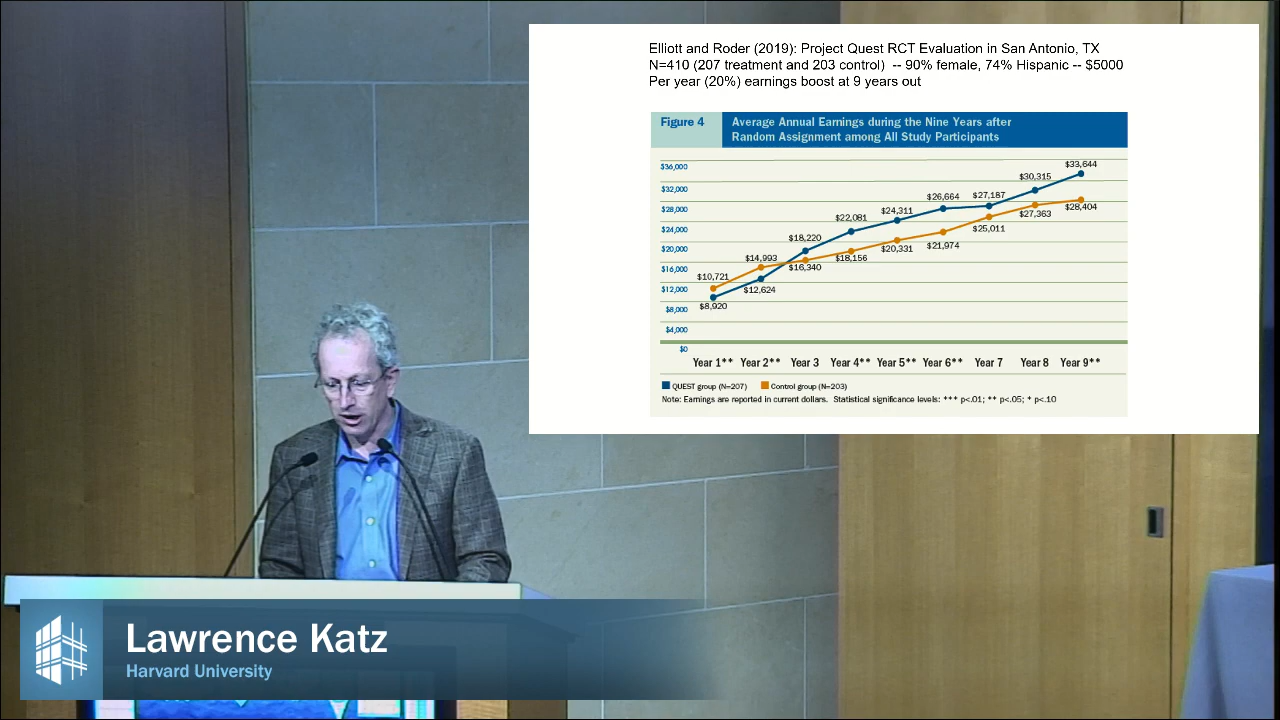 Elliott and Roder (2019): Project Quest RCT Evaluation in San Antonio, TX
N=410 (207 treatment and 203 control) -- 90% female, 74% Hispanic -- $5000
Per year (20%) earnings boost at 9 years out
Figure 4
Average Annual Earnings during the Nine Years after
Random Assignment among All Study Participants
$36,000
$32,000
$28,000
$24,000
$20,000
$16,000
$12,000
$8,000
$4,000
$0
$10,721
$14,993
$18,220
$22,081
$24,311
$26,664
$27,187
$30,315
$33,644
$8,920
$12,624
$16,340
$18,156
$20,331
$21,974
$25,011
$27,363
$28,404
Year 1** Year 2** Year 3 Year 4** Year 5** Year 6** Year 7 Year 8 Year 9**
QUEST group (N=207) Control group (N=203)
Note: Earnings are reported in current dollars. Statistical significance levels: *** p<.01; ** p<.05; * p<.10
Lawrence Katz
Harvard University